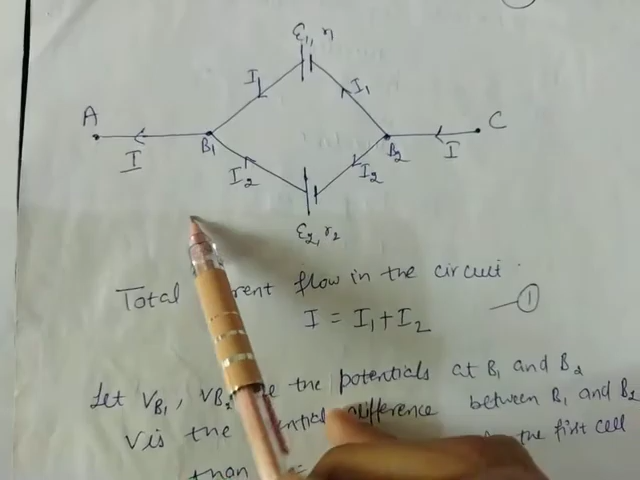 ε₁, r₁
I₁ I₁
A C
I B₁ B₂ I
I₂ I₂
ε₂, r₂
Total flow in the circuit.
I = I₁ + I₂ ①
Let VB₁, VB₂ the potentials at B₁ and B₂
V is the difference between B₁ and B₂
the first cell
than =